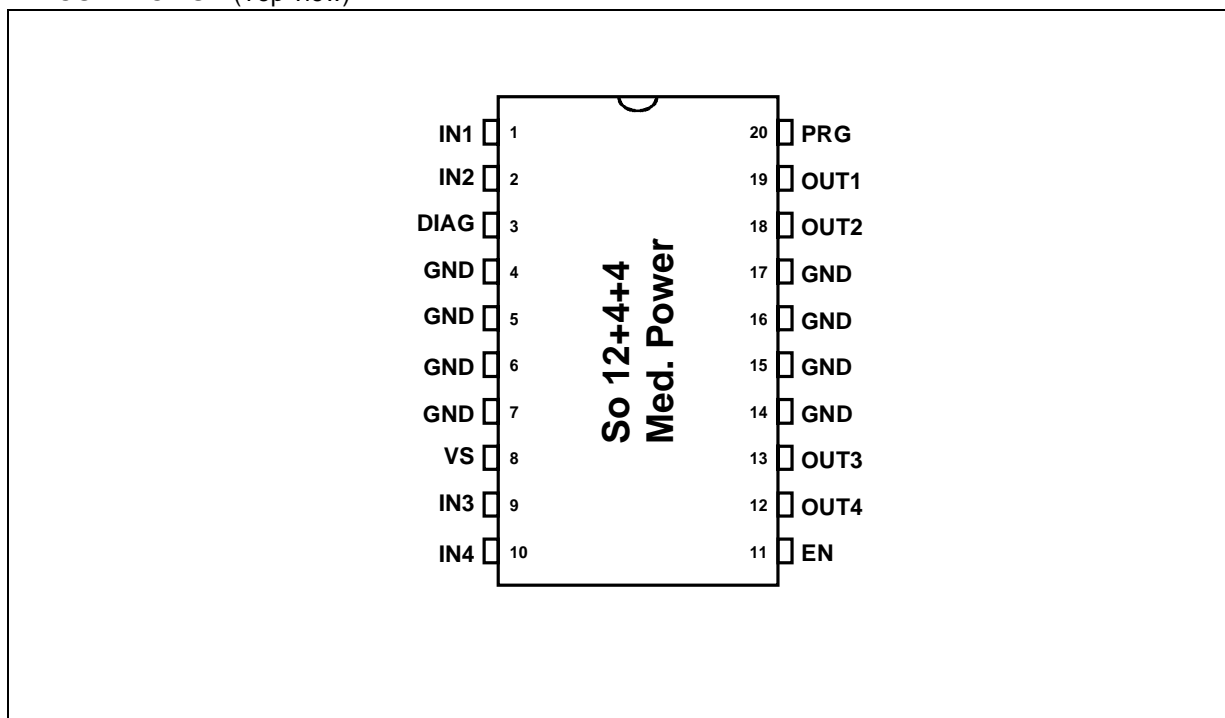 (Top view)
IN1 1 20 PRG
IN2 2 19 OUT1
DIAG 3 18 OUT2
GND 4 17 GND
GND 5 16 GND
GND 6 15 GND
GND 7 14 GND
VS 8 13 OUT3
IN3 9 12 OUT4
IN4 10 11 EN
So 12+4+4
Med. Power